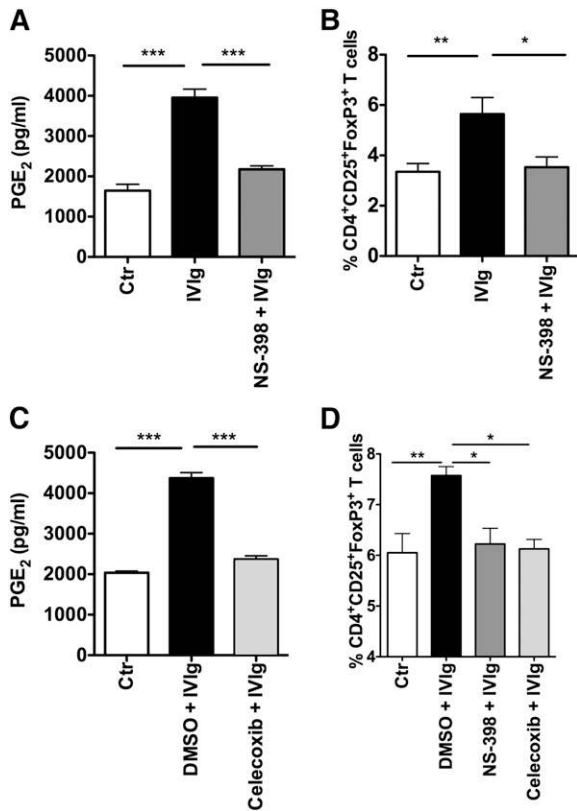 A
PGE₂ (pg/ml)
5000
4000
3000
2000
1000
0
***
***
Ctr
IVIg
NS-398 + IVIg
B
% CD4⁺CD25⁺FoxP3⁺ T cells
8
6
4
2
0
**
*
Ctr
IVIg
NS-398 + IVIg
C
PGE₂ (pg/ml)
5000
4000
3000
2000
1000
0
***
***
Ctr
DMSO + IVIg
Celecoxib + IVIg
D
% CD4⁺CD25⁺FoxP3⁺ T cells
8
7
6
5
4
*
**
*
Ctr
DMSO + IVIg
NS-398 + IVIg
Celecoxib + IVIg